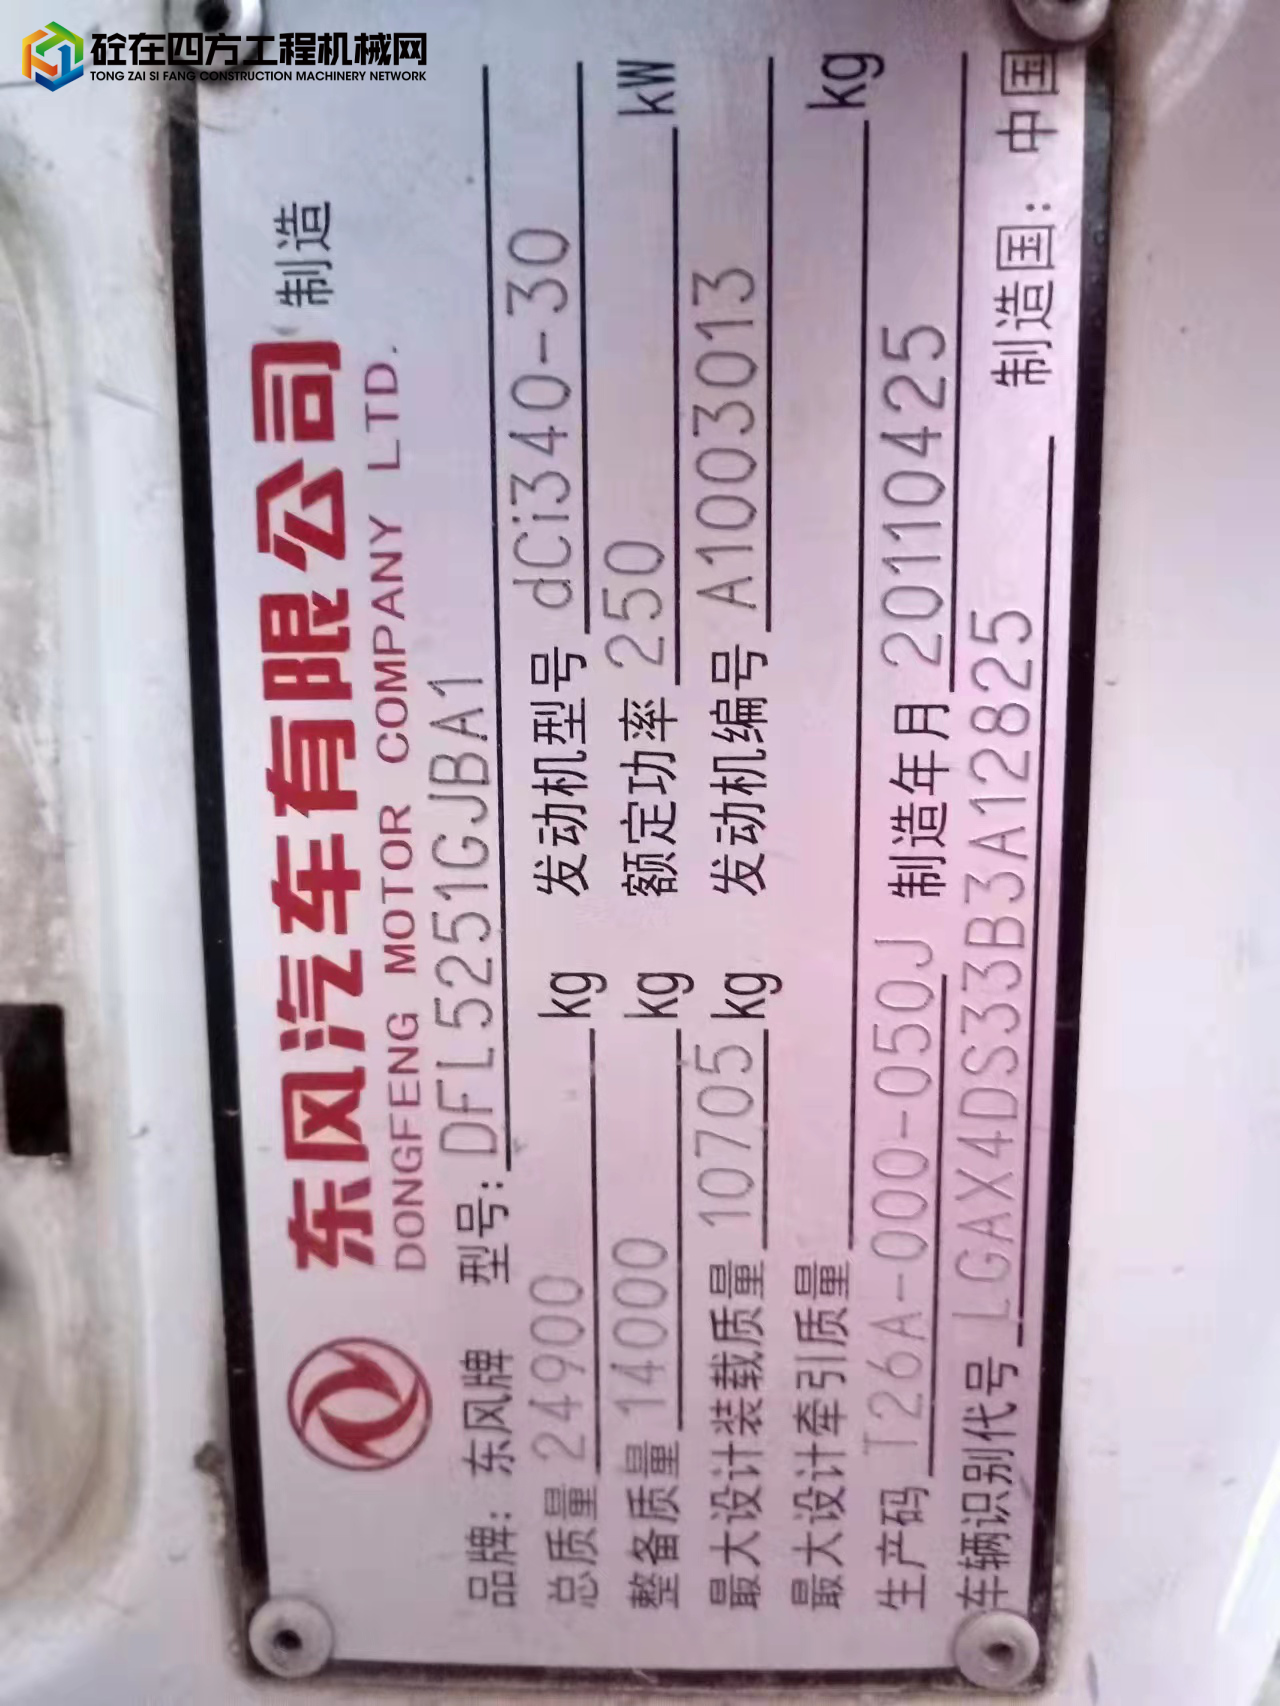 砼在四方工程机械网
TONG ZAI SI FANG CONSTRUCTION MACHINERY NETWORK
东风汽车有限公司 制造
DONGFENG MOTOR COMPANY LTD.
品牌: 东风牌 型号: DFL5251GJBA1
总质量 24900 kg 发动机型号 dCi340-30
整备质量 14000 kg 额定功率 250 kW
最大设计装载质量 10705 kg 发动机编号 A1003013
最大设计牵引质量 kg
生产码 T26A-000-050J 制造年月 20110425
车辆识别代号 LGAX4DS33B3A12825 制造国: 中国